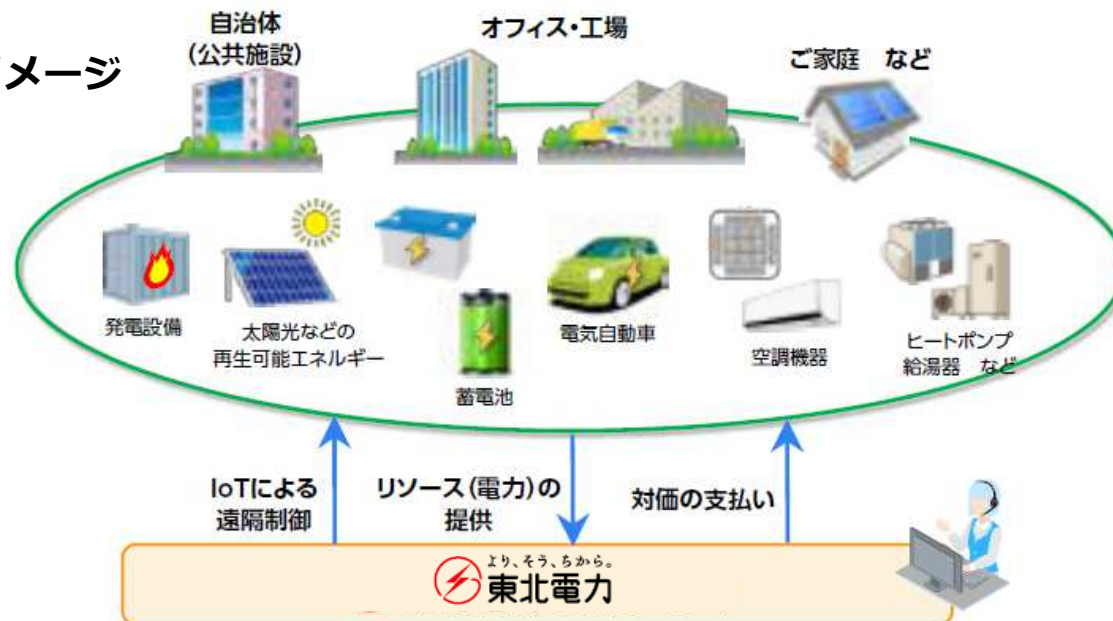 メージ
自治体
(公共施設)
オフィス・工場
ご家庭 など
発電設備
太陽光などの
再生可能エネルギー
蓄電池
電気自動車
空調機器
ヒートポンプ
給湯器 など
IoTによる
遠隔制御
リソース(電力)の
提供
対価の支払い
より、そう、ちから。
東北電力